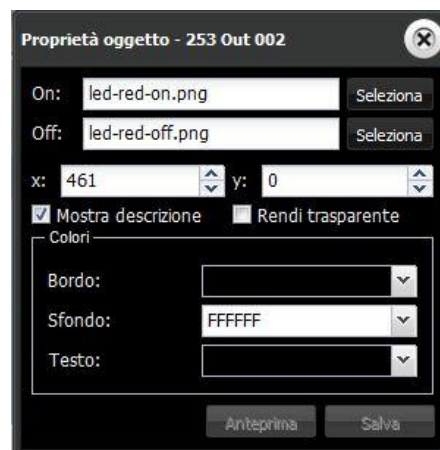 Proprietà oggetto - 253 Out 002
On: led-red-on.png Seleziona
Off: led-red-off.png Seleziona
x: 461 y: 0
Mostra descrizione Rendi trasparente
Colori
Bordo:
Sfondo: FFFFFF
Testo:
Anteprima Salva